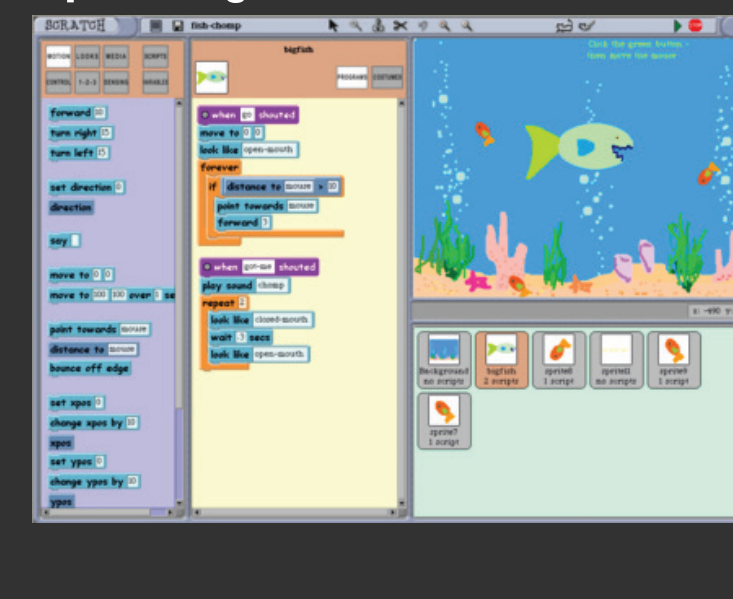 SCRATCH
fish-chomp
MOTION LOOKS MEDIA SCRIPTS
CONTROL 1-2-3 SENSING VARIABLES
forward 10
turn right 15
turn left 15
set direction 0
direction
say
move to 0 0
move to 100 100 over 1 se
point towards mouse
distance to mouse
bounce off edge
set xpos 0
change xpos by 10
xpos
set ypos 0
change ypos by 10
ypos
bigfish
PROGRAMS COSTUMES
when go shouted
move to 0 0
look like open-mouth
forever
if distance to mouse > 10
point towards mouse
forward 3
when got-me shouted
play sound chomp
repeat 2
look like closed-mouth
wait .3 secs
look like open-mouth
Click the green button -
then move the mouse
STOP
Background
no scripts
bigfish
2 scripts
1 script
no scripts
1 script
sprite7
1 script